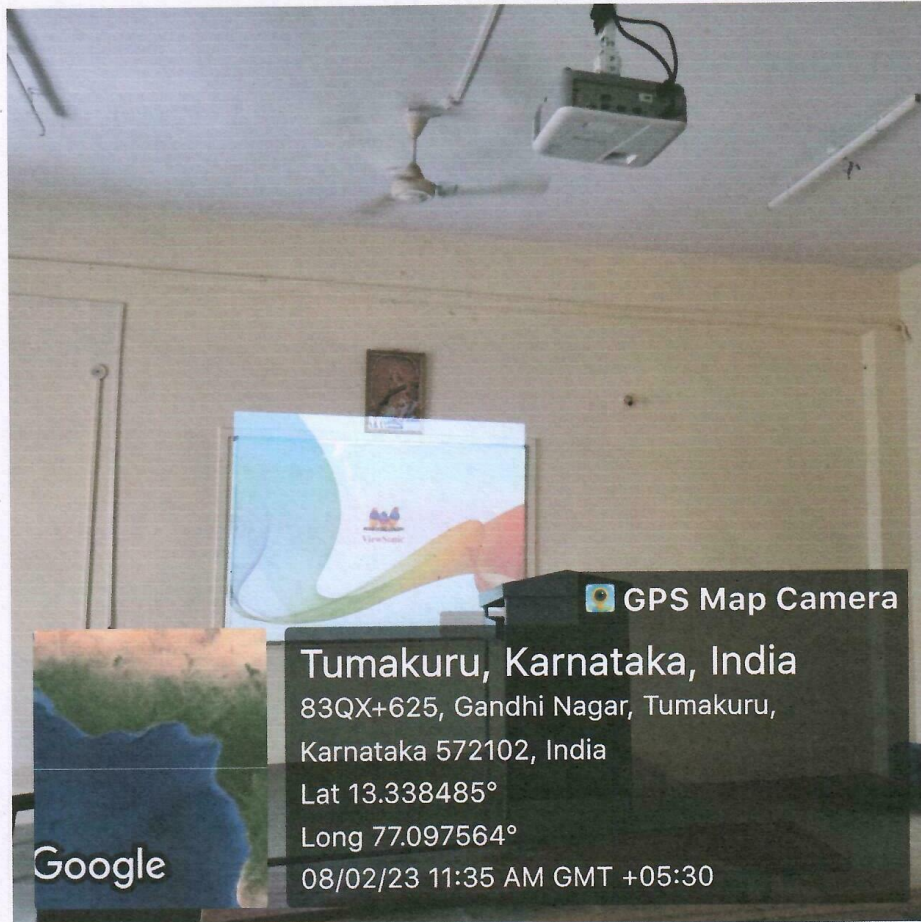 ViewSonic
GPS Map Camera
Tumakuru, Karnataka, India
83QX+625, Gandhi Nagar, Tumakuru,
Karnataka 572102, India
Lat 13.338485°
Long 77.097564°
08/02/23 11:35 AM GMT +05:30
Google